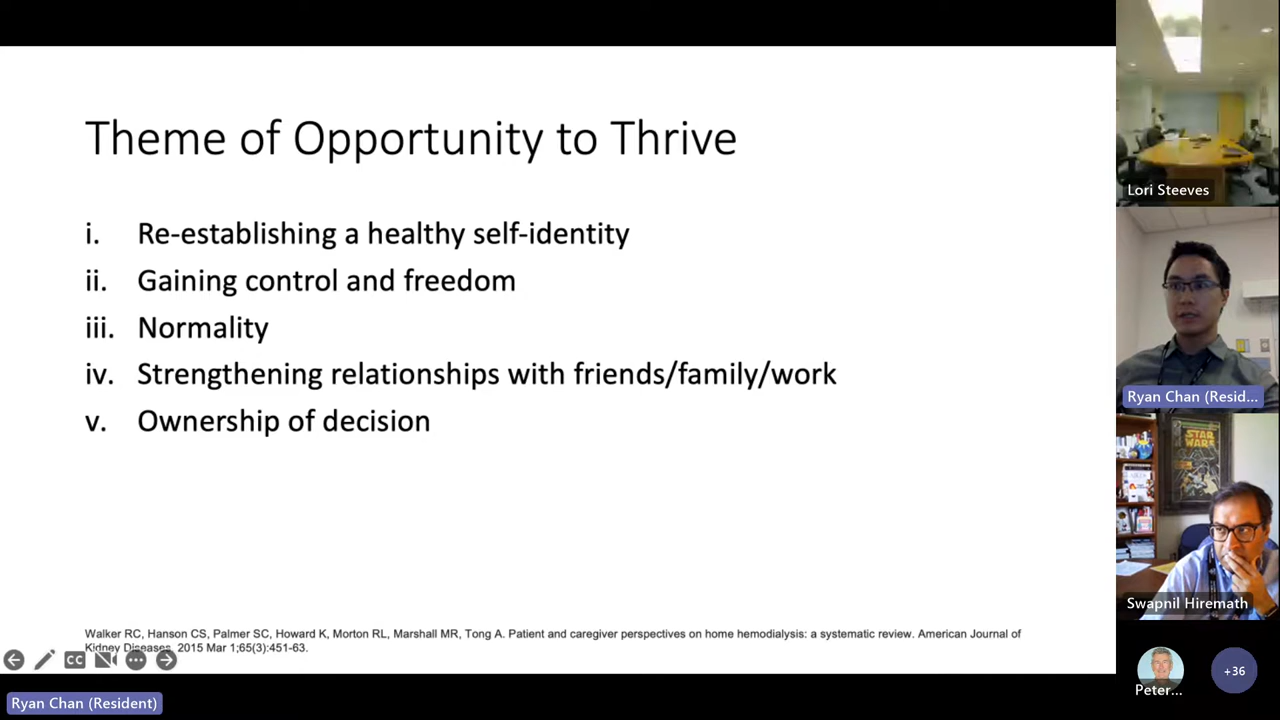 Theme of Opportunity to Thrive
i. Re-establishing a healthy self-identity
ii. Gaining control and freedom
iii. Normality
iv. Strengthening relationships with friends/family/work
v. Ownership of decision
Walker RC, Hanson CS, Palmer SC, Howard K, Morton RL, Marshall MR, Tong A. Patient and caregiver perspectives on home hemodialysis: a systematic review. American Journal of
Kidney Diseases. 2015 Mar 1;65(3):451-63.
CC
Ryan Chan (Resident)
Lori Steeves
Ryan Chan (Resid...
STAR
WARS
Swapnil Hiremath
Peter...
+36